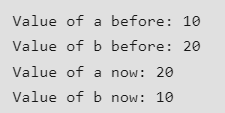 Value of a before: 10
Value of b before: 20
Value of a now: 20
Value of b now: 10